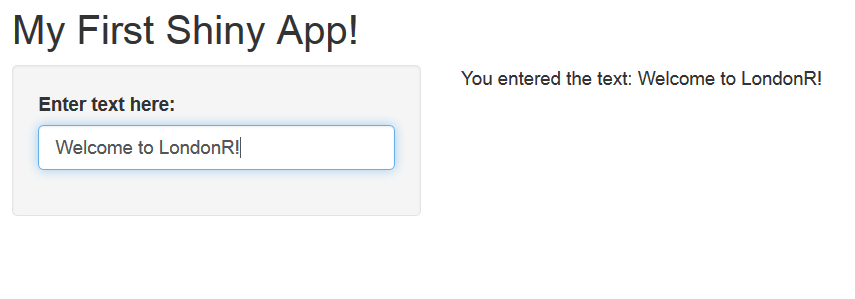 My First Shiny App!
Enter text here:
You entered the text: Welcome to LondonR!
Welcome to LondonR!